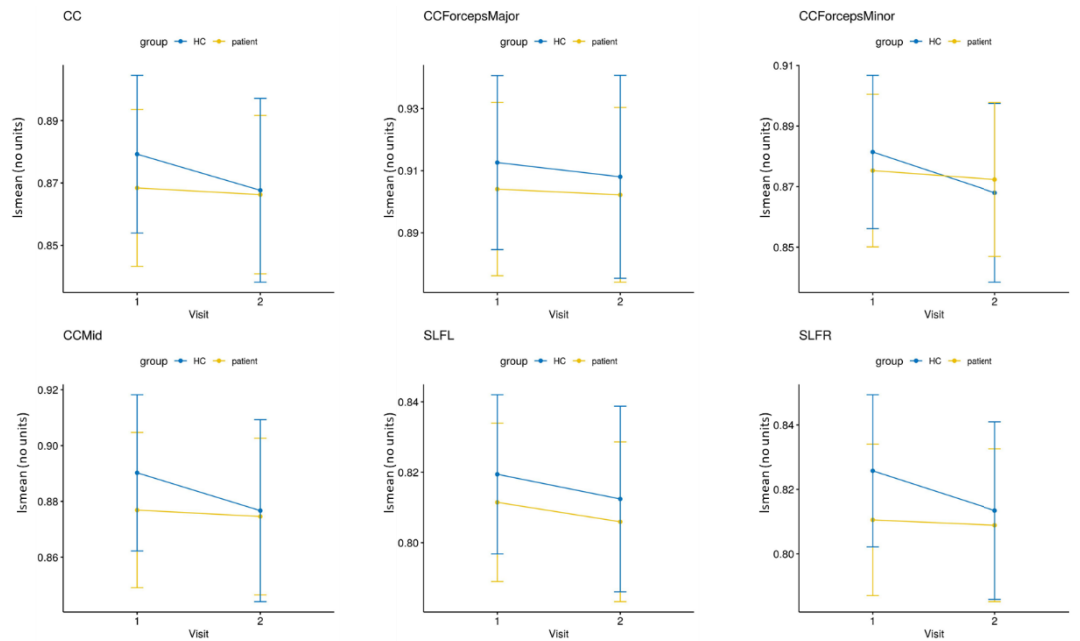 CC
group HC patient
lsmean (no units)
0.89
0.87
0.85
1 2
Visit
CCForcepsMajor
group HC patient
lsmean (no units)
0.93
0.91
0.89
1 2
Visit
CCForcepsMinor
group HC patient
lsmean (no units)
0.91
0.89
0.87
0.85
1 2
Visit
CCMid
group HC patient
lsmean (no units)
0.92
0.90
0.88
0.86
1 2
Visit
SLFL
group HC patient
lsmean (no units)
0.84
0.82
0.80
1 2
Visit
SLFR
group HC patient
lsmean (no units)
0.84
0.82
0.80
1 2
Visit